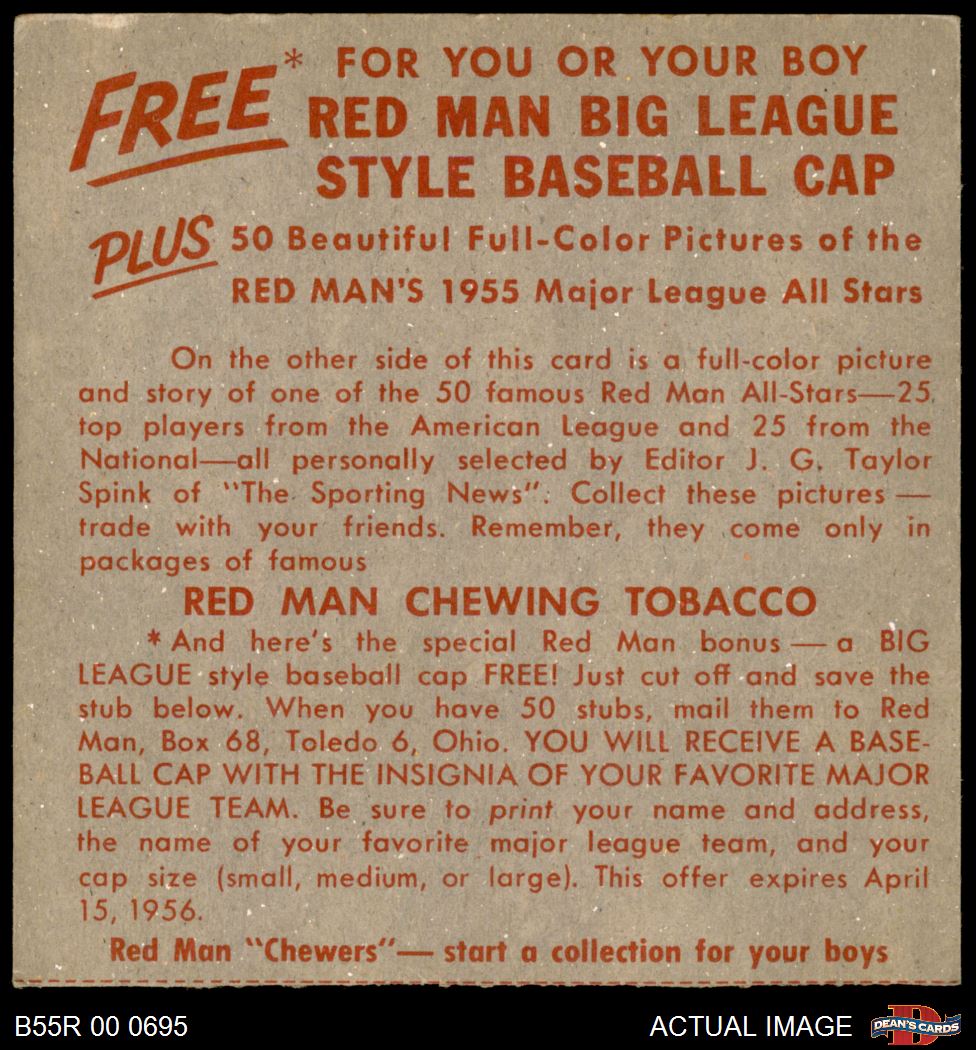 FREE* FOR YOU OR YOUR BOY
RED MAN BIG LEAGUE
STYLE BASEBALL CAP
PLUS 50 Beautiful Full-Color Pictures of the
RED MAN'S 1955 Major League All Stars
On the other side of this card is a full-color picture
and story of one of the 50 famous Red Man All-Stars—25
top players from the American League and 25 from the
National—all personally selected by Editor J. G. Taylor
Spink of "The Sporting News". Collect these pictures —
trade with your friends. Remember, they come only in
packages of famous
RED MAN CHEWING TOBACCO
* And here's the special Red Man bonus — a BIG
LEAGUE style baseball cap FREE! Just cut off and save the
stub below. When you have 50 stubs, mail them to Red
Man, Box 68, Toledo 6, Ohio. YOU WILL RECEIVE A BASE-
BALL CAP WITH THE INSIGNIA OF YOUR FAVORITE MAJOR
LEAGUE TEAM. Be sure to print your name and address,
the name of your favorite major league team, and your
cap size (small, medium, or large). This offer expires April
15, 1956.
Red Man "Chewers"— start a collection for your boys
B55R 00 0695
ACTUAL IMAGE
D
DEAN'S CARDS